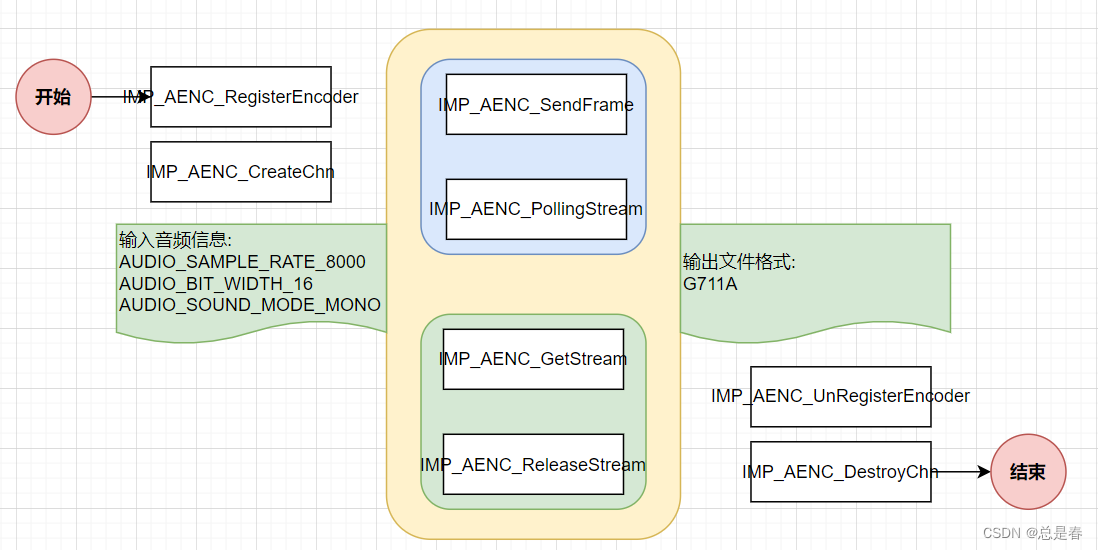 开始
IMP_AENC_RegisterEncoder
IMP_AENC_CreateChn
输入音频信息:
AUDIO_SAMPLE_RATE_8000
AUDIO_BIT_WIDTH_16
AUDIO_SOUND_MODE_MONO
IMP_AENC_SendFrame
IMP_AENC_PollingStream
IMP_AENC_GetStream
IMP_AENC_ReleaseStream
输出文件格式:
G711A
IMP_AENC_UnRegisterEncoder
IMP_AENC_DestroyChn
结束
CSDN @总是春